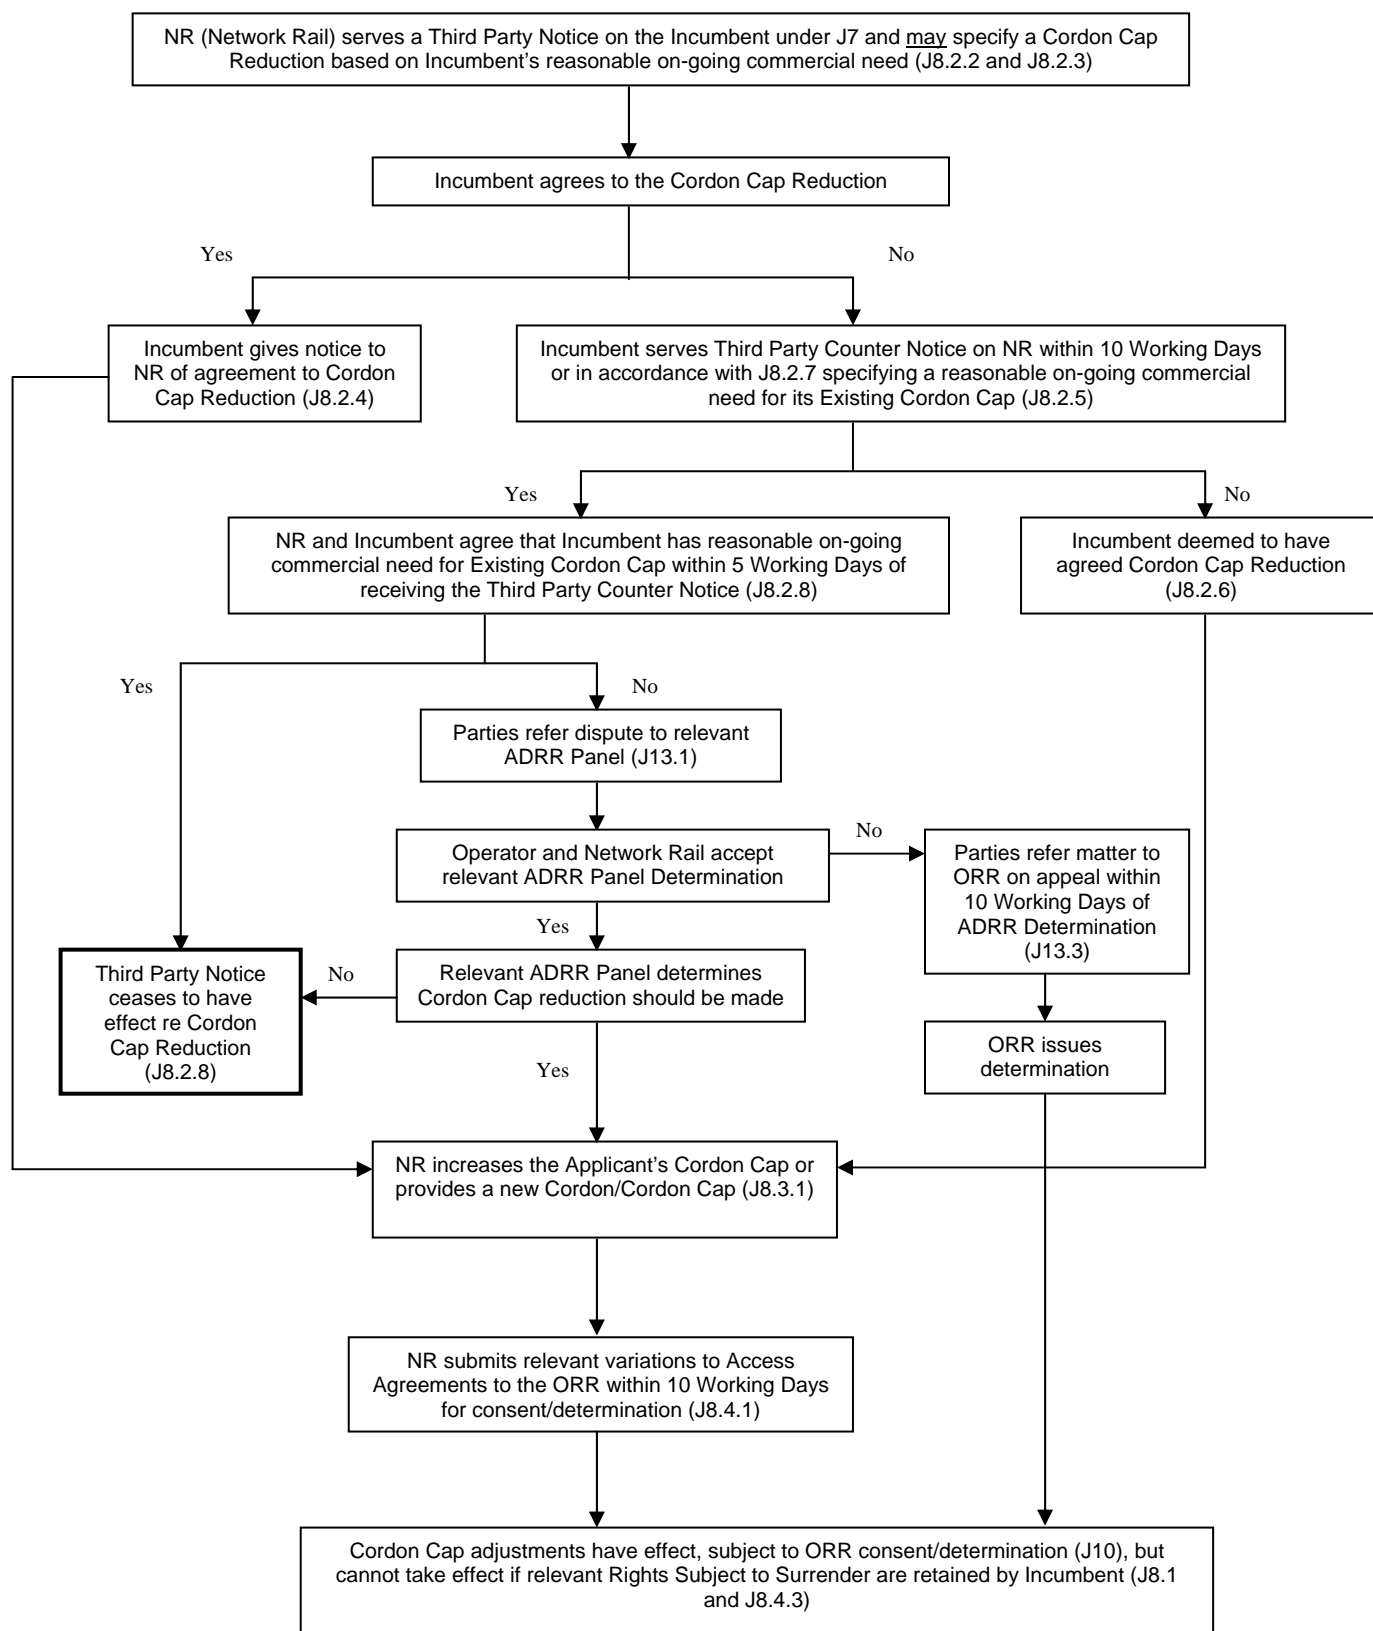 NR (Network Rail) serves a Third Party Notice on the Incumbent under J7 and may specify a Cordon Cap
Reduction based on Incumbent's reasonable on-going commercial need (J8.2.2 and J8.2.3)
Incumbent agrees to the Cordon Cap Reduction
Yes
No
Incumbent gives notice to
NR of agreement to Cordon
Cap Reduction (J8.2.4)
Incumbent serves Third Party Counter Notice on NR within 10 Working Days
or in accordance with J8.2.7 specifying a reasonable on-going commercial
need for its Existing Cordon Cap (J8.2.5)
Yes
No
NR and Incumbent agree that Incumbent has reasonable on-going
commercial need for Existing Cordon Cap within 5 Working Days of
receiving the Third Party Counter Notice (J8.2.8)
Incumbent deemed to have
agreed Cordon Cap Reduction
(J8.2.6)
Yes
No
Parties refer dispute to relevant
ADRR Panel (J13.1)
Operator and Network Rail accept
relevant ADRR Panel Determination
No
Parties refer matter to
ORR on appeal within
10 Working Days of
ADRR Determination
(J13.3)
Yes
Third Party Notice
ceases to have
effect re Cordon
Cap Reduction
(J8.2.8)
No
Relevant ADRR Panel determines
Cordon Cap reduction should be made
ORR issues
determination
Yes
NR increases the Applicant's Cordon Cap or
provides a new Cordon/Cordon Cap (J8.3.1)
NR submits relevant variations to Access
Agreements to the ORR within 10 Working Days
for consent/determination (J8.4.1)
Cordon Cap adjustments have effect, subject to ORR consent/determination (J10), but
cannot take effect if relevant Rights Subject to Surrender are retained by Incumbent (J8.1
and J8.4.3)